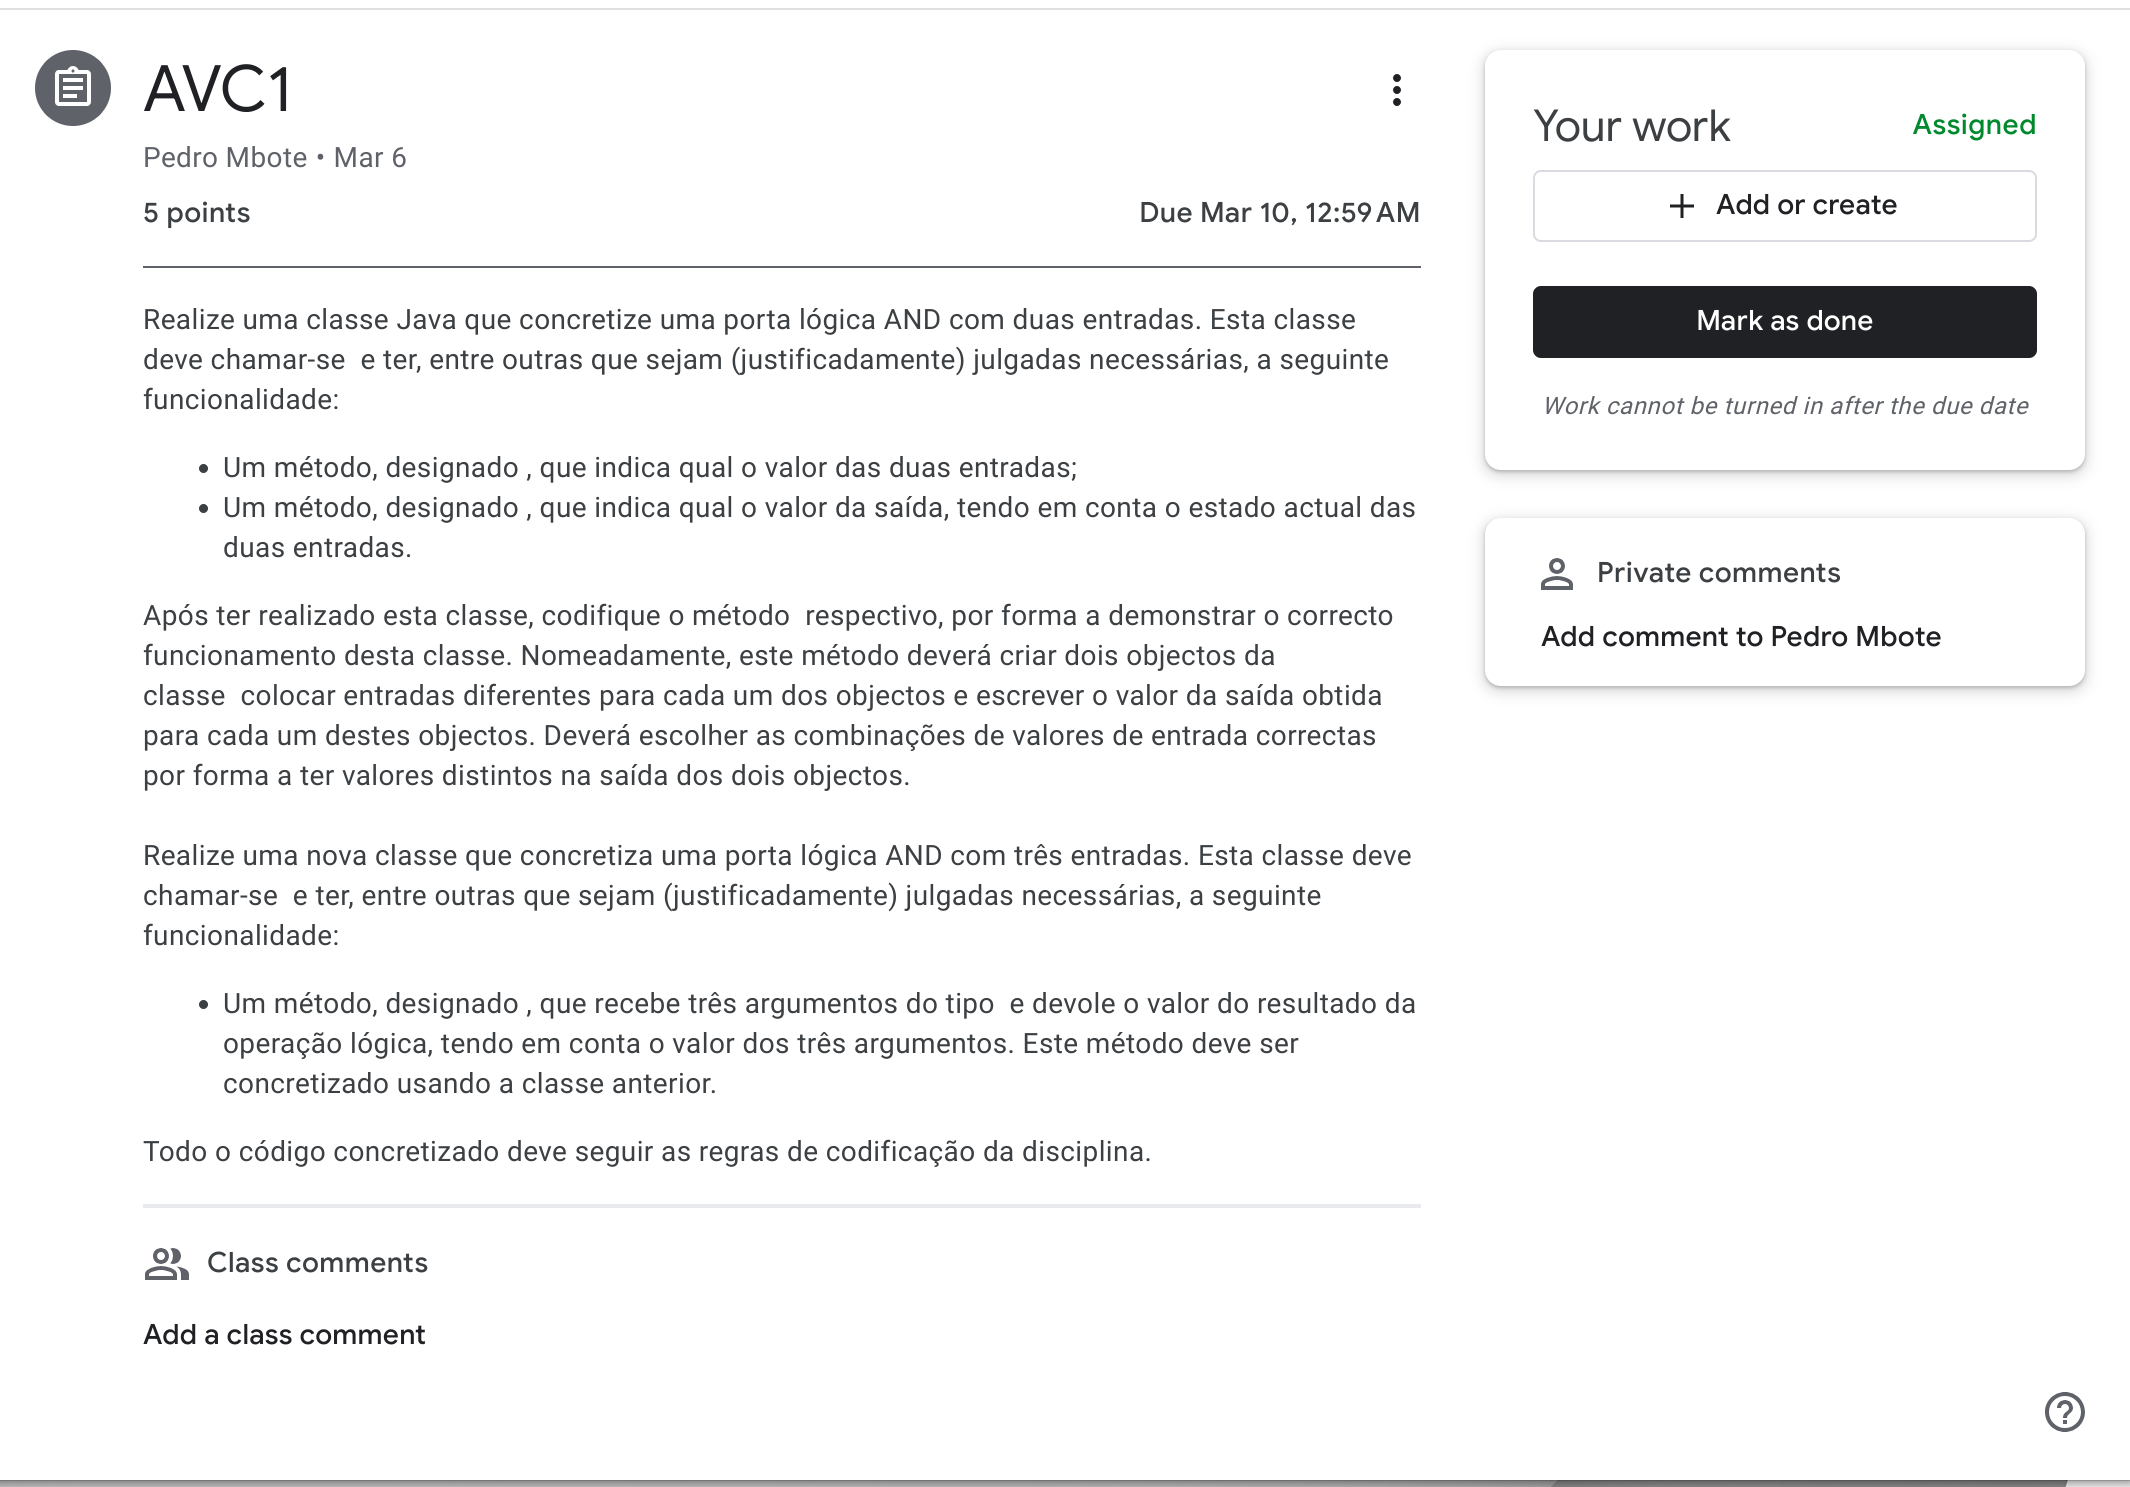 AVC1
Pedro Mbote • Mar 6
5 points
Due Mar 10, 12:59 AM
Realize uma classe Java que concretize uma porta lógica AND com duas entradas. Esta classe
deve chamar-se  e ter, entre outras que sejam (justificadamente) julgadas necessárias, a seguinte
funcionalidade:
• Um método, designado , que indica qual o valor das duas entradas;
• Um método, designado , que indica qual o valor da saída, tendo em conta o estado actual das
duas entradas.
Após ter realizado esta classe, codifique o método  respectivo, por forma a demonstrar o correcto
funcionamento desta classe. Nomeadamente, este método deverá criar dois objectos da
classe  colocar entradas diferentes para cada um dos objectos e escrever o valor da saída obtida
para cada um destes objectos. Deverá escolher as combinações de valores de entrada correctas
por forma a ter valores distintos na saída dos dois objectos.
Realize uma nova classe que concretiza uma porta lógica AND com três entradas. Esta classe deve
chamar-se  e ter, entre outras que sejam (justificadamente) julgadas necessárias, a seguinte
funcionalidade:
• Um método, designado , que recebe três argumentos do tipo  e devole o valor do resultado da
operação lógica, tendo em conta o valor dos três argumentos. Este método deve ser
concretizado usando a classe anterior.
Todo o código concretizado deve seguir as regras de codificação da disciplina.
Class comments
Add a class comment
Your work
Assigned
+ Add or create
Mark as done
Work cannot be turned in after the due date
Private comments
Add comment to Pedro Mbote
?